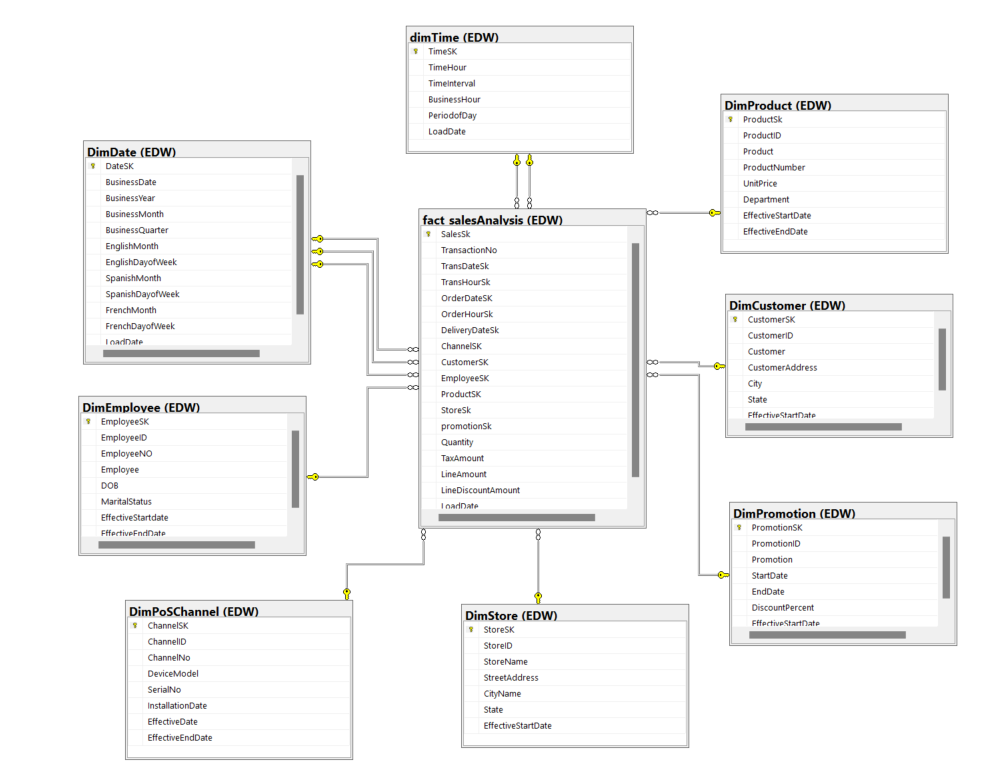 dimTime (EDW)
TimeSK
TimeHour
TimeInterval
BusinessHour
PeriodofDay
LoadDate
DimProduct (EDW)
ProductSk
ProductID
Product
ProductNumber
UnitPrice
Department
EffectiveStartDate
EffectiveEndDate
DimDate (EDW)
DateSK
BusinessDate
BusinessYear
BusinessMonth
BusinessQuarter
EnglishMonth
EnglishDayofWeek
SpanishMonth
SpanishDayofWeek
FrenchMonth
FrenchDayofWeek
LoadDate
fact_salesAnalysis (EDW)
SalesSk
TransactionNo
TransDateSk
TransHourSk
OrderDateSK
OrderHourSk
DeliveryDateSk
ChannelSK
CustomerSK
EmployeeSK
ProductSK
StoreSk
promotionSk
Quantity
TaxAmount
LineAmount
LineDiscountAmount
LoadDate
DimCustomer (EDW)
CustomerSK
CustomerID
Customer
CustomerAddress
City
State
EffectiveStartDate
DimEmployee (EDW)
EmployeeSK
EmployeeID
EmployeeNO
Employee
DOB
MaritalStatus
EffectiveStartdate
EffectiveEndDate
DimPromotion (EDW)
PromotionSK
PromotionID
Promotion
StartDate
EndDate
DiscountPercent
EffectiveStartDate
DimPoSChannel (EDW)
ChannelSK
ChannelID
ChannelNo
DeviceModel
SerialNo
InstallationDate
EffectiveDate
EffectiveEndDate
DimStore (EDW)
StoreSK
StoreID
StoreName
StreetAddress
CityName
State
EffectiveStartDate